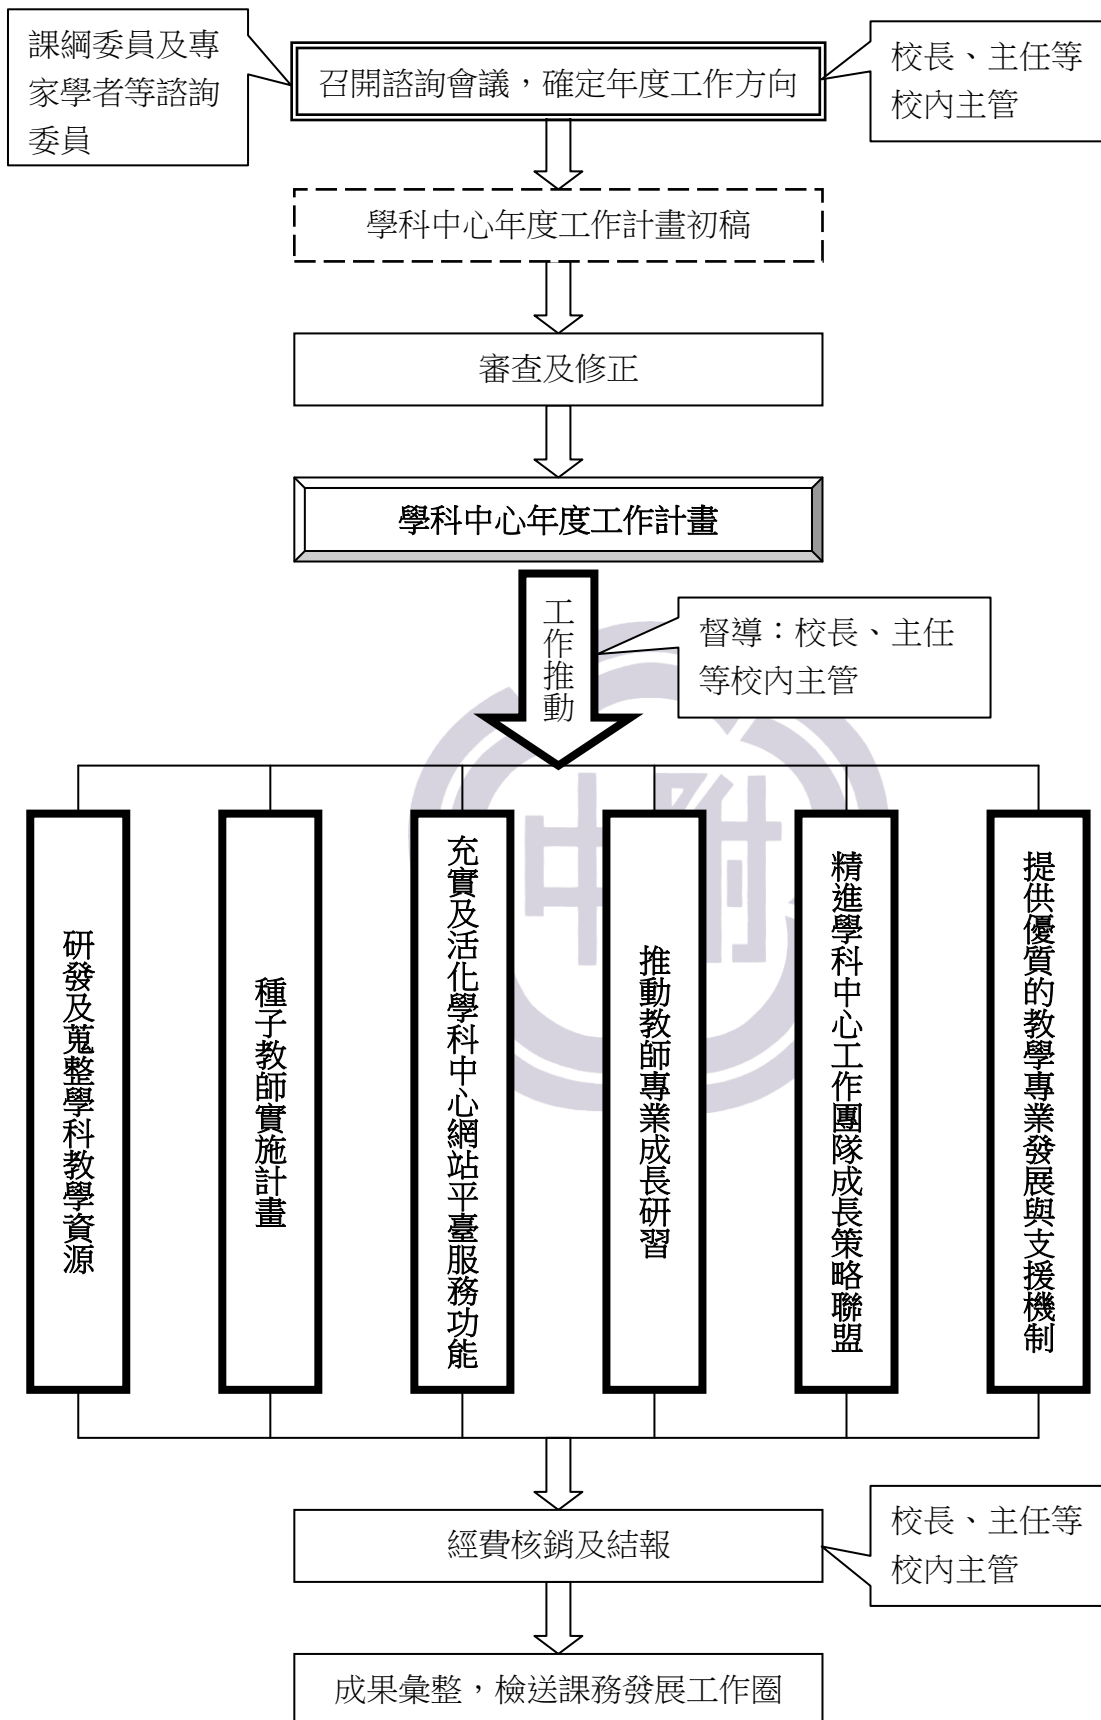 課綱委員及專
家學者等諮詢
委員
召開諮詢會議，確定年度工作方向
校長、主任等
校內主管
學科中心年度工作計畫初稿
審查及修正
學科中心年度工作計畫
工作推動
督導：校長、主任
等校內主管
中附
研發及蒐整學科教學資源
種子教師實施計畫
充實及活化學科中心網站平臺服務功能
推動教師專業成長研習
精進學科中心工作團隊成長策略聯盟
提供優質的教學專業發展與支援機制
經費核銷及結報
校長、主任等
校內主管
成果彙整，檢送課務發展工作圈